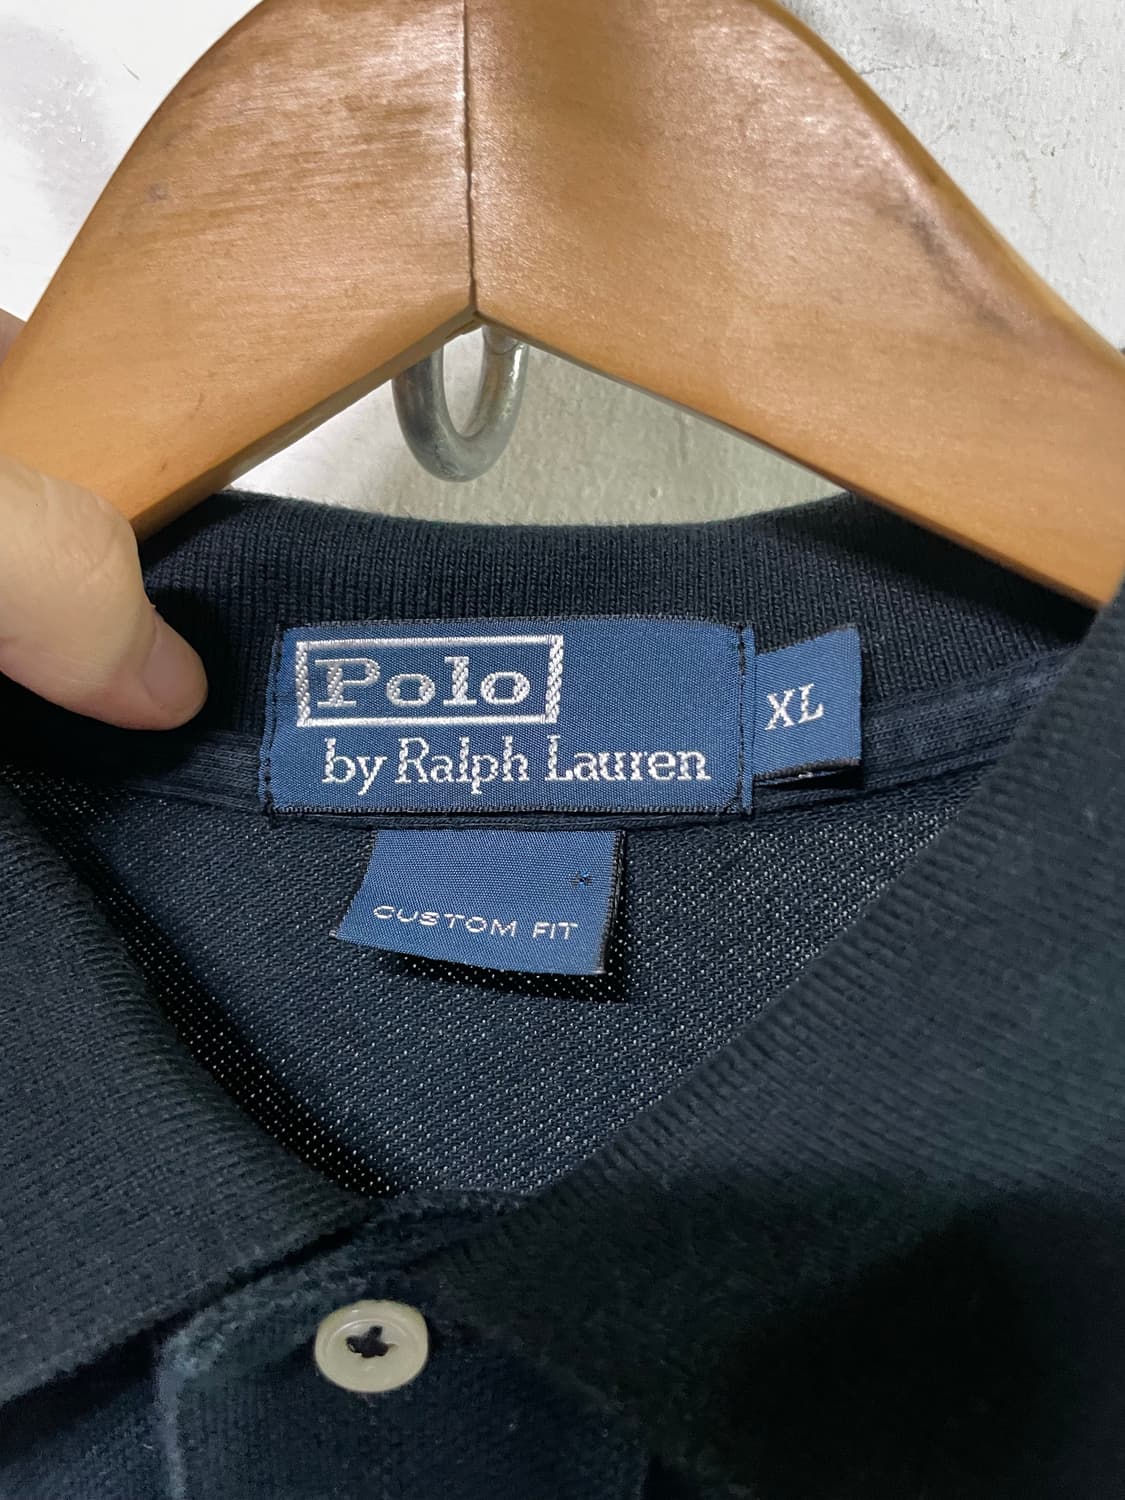 Polo
by Ralph Lauren
XL
CUSTOM FIT